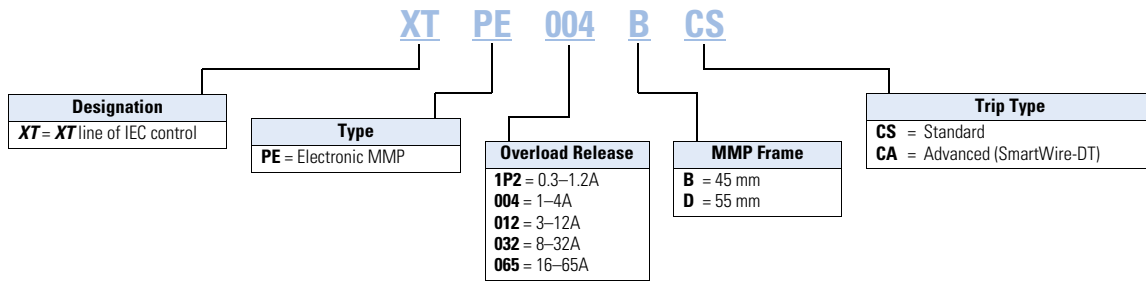 XT PE 004 B CS
Designation
XT = XT line of IEC control
Type
PE = Electronic MMP
Overload Release
1P2 = 0.3–1.2A
004 = 1–4A
012 = 3–12A
032 = 8–32A
065 = 16–65A
MMP Frame
B = 45 mm
D = 55 mm
Trip Type
CS = Standard
CA = Advanced (SmartWire-DT)